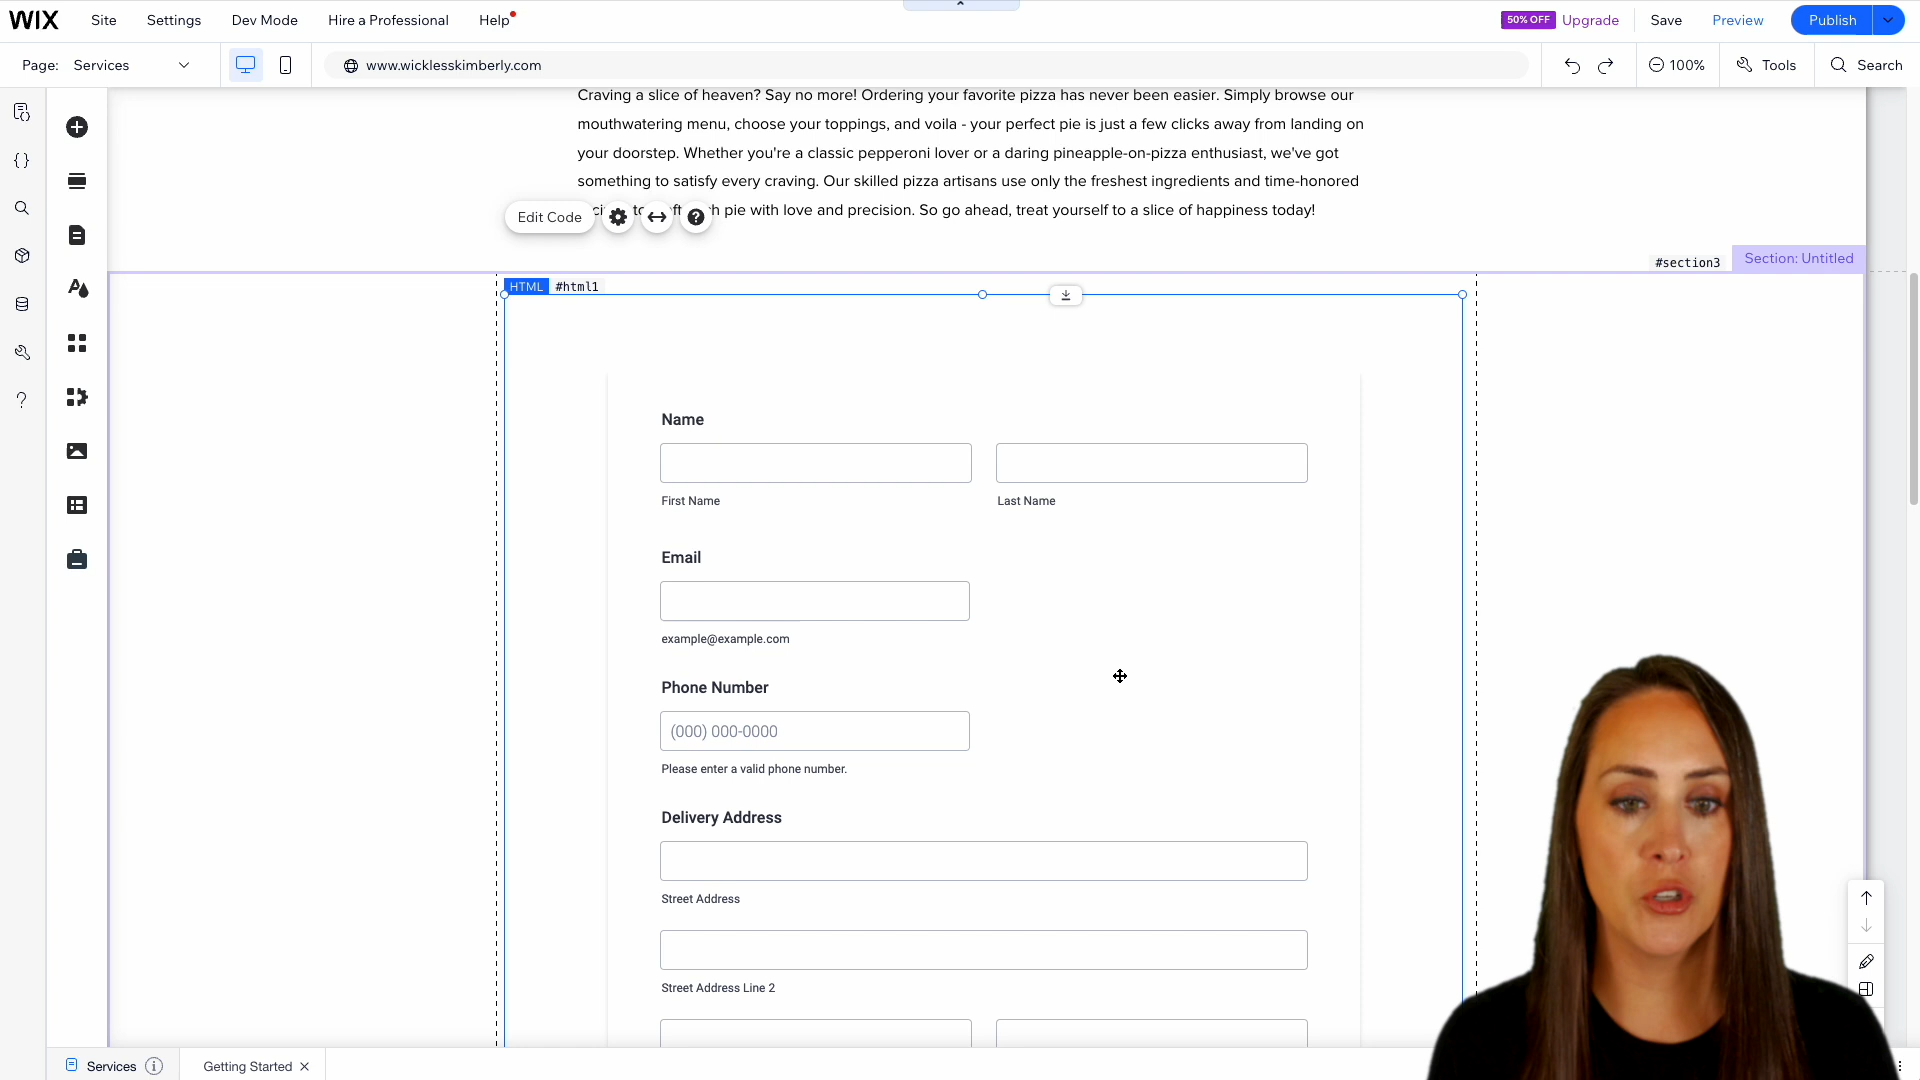 WIX Site Settings Dev Mode Hire a Professional Help 50% OFF Upgrade Save Preview Publish
Page: Services www.wicklesskimberly.com 100% Tools Search
Craving a slice of heaven? Say no more! Ordering your favorite pizza has never been easier. Simply browse our
mouthwatering menu, choose your toppings, and voila - your perfect pie is just a few clicks away from landing on
your doorstep. Whether you're a classic pepperoni lover or a daring pineapple-on-pizza enthusiast, we've got
something to satisfy every craving. Our skilled pizza artisans use only the freshest ingredients and time-honored
pie with love and precision. So go ahead, treat yourself to a slice of happiness today!
Edit Code
#section3 Section: Untitled
HTML #html1
Name
First Name Last Name
Email
example@example.com
Phone Number
(000) 000-0000
Please enter a valid phone number.
Delivery Address
Street Address
Street Address Line 2
Services Getting Started